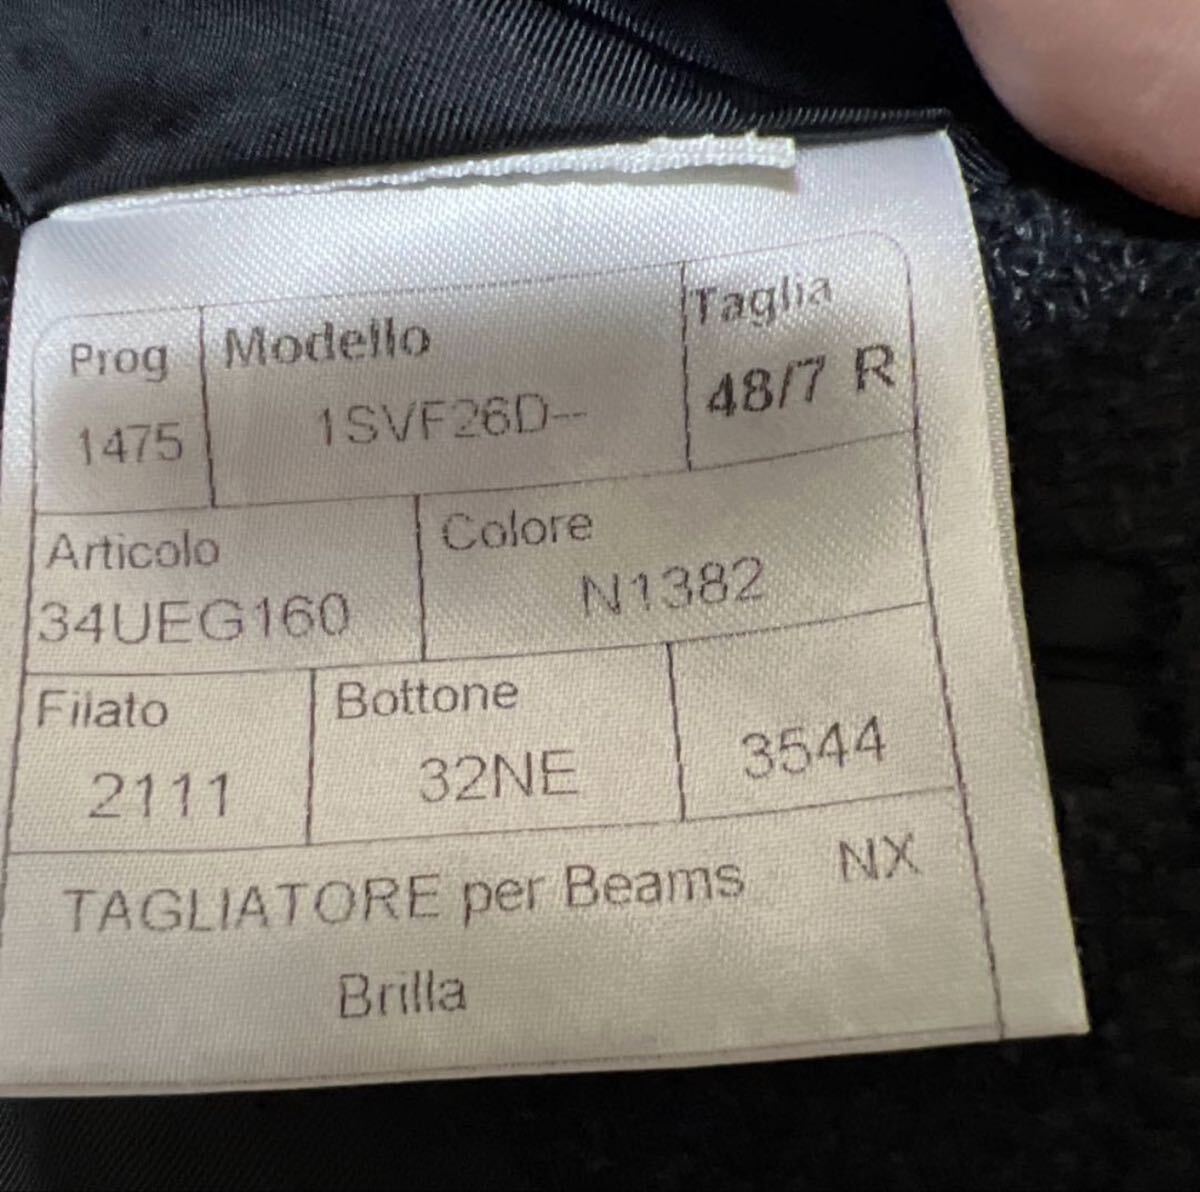 Prog Modello Taglia
1475 1SVF26D-- 48/7 R
Articolo Colore
34UEG160 N1382
Filato Bottone
2111 32NE 3544
TAGLIATORE per Beams NX
Brilla